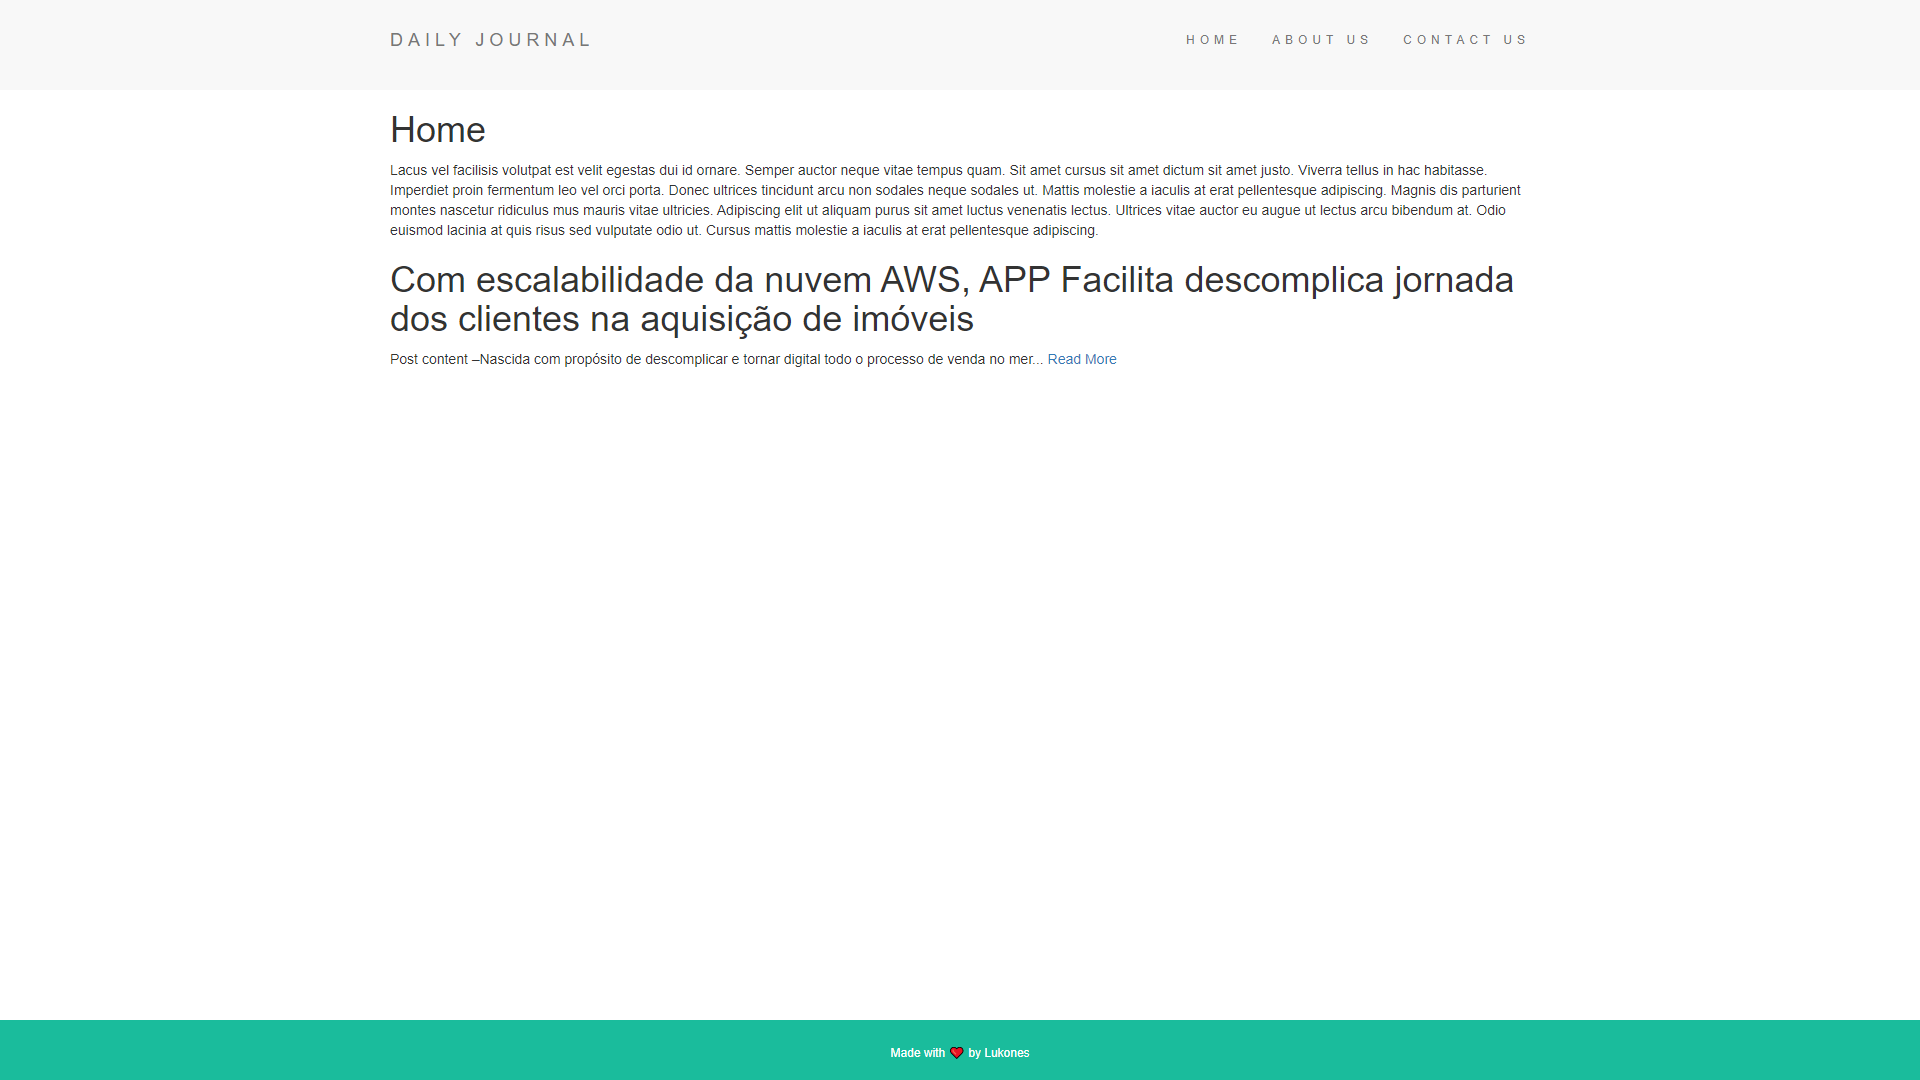 DAILY JOURNAL
HOME ABOUT US CONTACT US
Home
Lacus vel facilisis volutpat est velit egestas dui id ornare. Semper auctor neque vitae tempus quam. Sit amet cursus sit amet dictum sit amet justo. Viverra tellus in hac habitasse.
Imperdiet proin fermentum leo vel orci porta. Donec ultrices tincidunt arcu non sodales neque sodales ut. Mattis molestie a iaculis at erat pellentesque adipiscing. Magnis dis parturient
montes nascetur ridiculus mus mauris vitae ultricies. Adipiscing elit ut aliquam purus sit amet luctus venenatis lectus. Ultrices vitae auctor eu augue ut lectus arcu bibendum at. Odio
euismod lacinia at quis risus sed vulputate odio ut. Cursus mattis molestie a iaculis at erat pellentesque adipiscing.
Com escalabilidade da nuvem AWS, APP Facilita descomplica jornada
dos clientes na aquisição de imóveis
Post content –Nascida com propósito de descomplicar e tornar digital todo o processo de venda no mer... Read More
Made with ❤ by Lukones